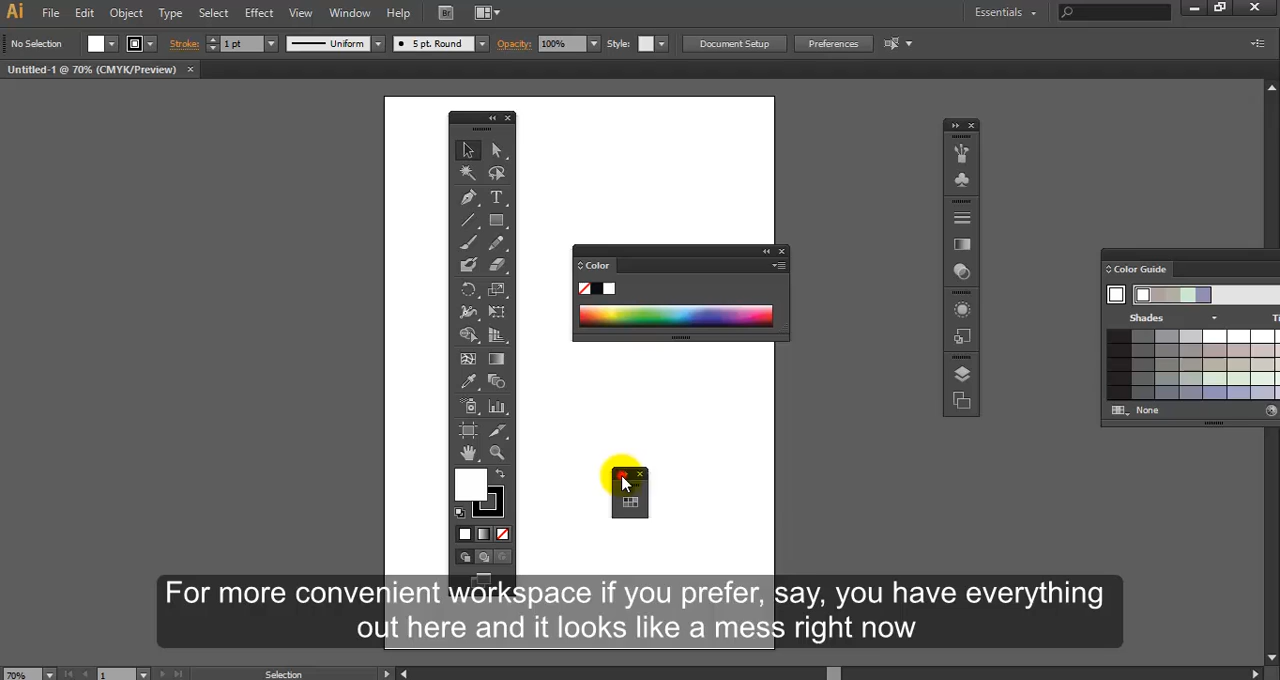 Ai File Edit Object Type Select Effect View Window Help Br Essentials
No Selection Stroke: 1 pt Uniform 5 pt. Round Opacity: 100% Style: Document Setup Preferences
Untitled-1 @ 70% (CMYK/Preview)
T
Color
Color Guide
Shades Ti
None
For more convenient workspace if you prefer, say, you have everything
out here and it looks like a mess right now
70% 1 Selection